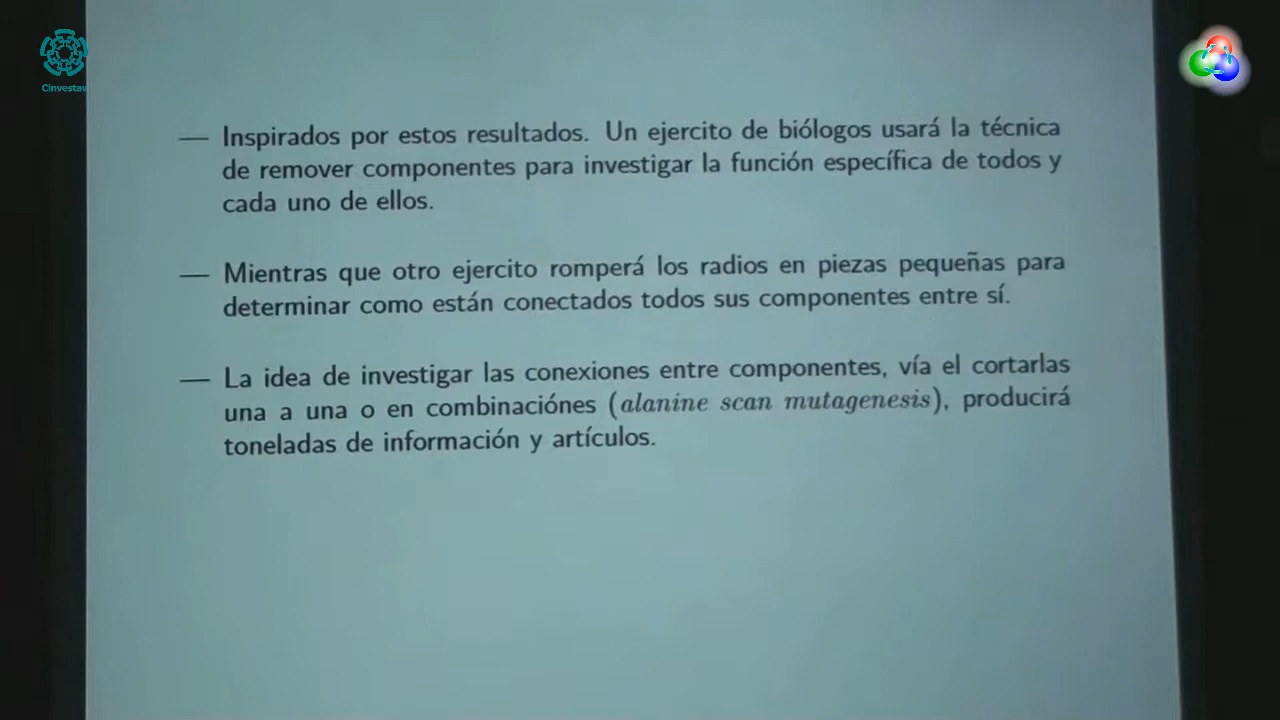 Cinvestav
— Inspirados por estos resultados. Un ejercito de biólogos usará la técnica
de remover componentes para investigar la función específica de todos y
cada uno de ellos.
— Mientras que otro ejercito romperá los radios en piezas pequeñas para
determinar como están conectados todos sus componentes entre sí.
— La idea de investigar las conexiones entre componentes, vía el cortarlas
una a una o en combinaciónes (alanine scan mutagenesis), producirá
toneladas de información y artículos.